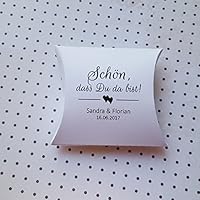 Schön,
dass Du da bist!
Sandra & Florian
16.06.2017